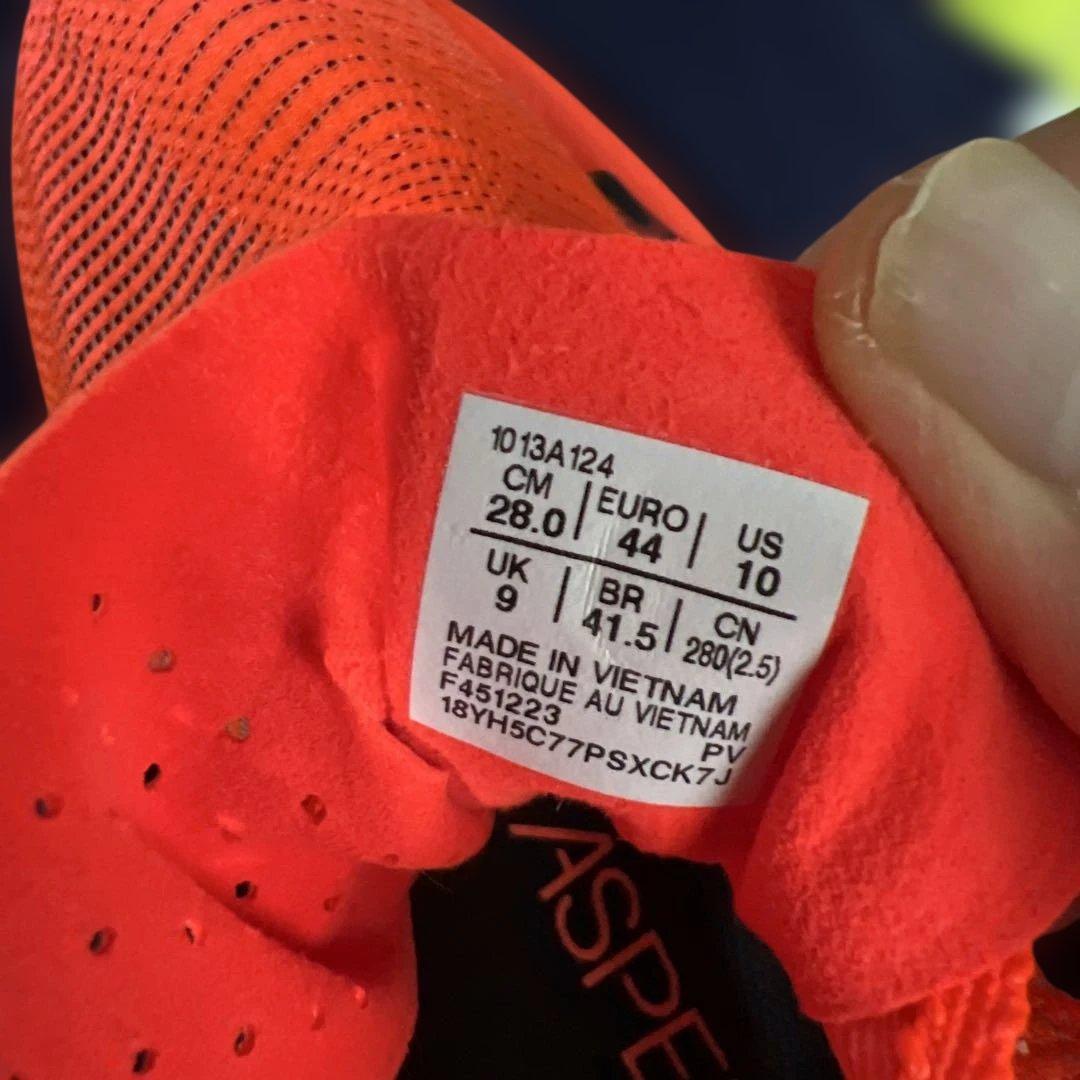 1013A124
CM | EURO | US
28.0 | 44 | 10
UK | BR | CN
9 | 41.5 | 280(2.5)
MADE IN VIETNAM
FABRIQUE AU VIETNAM
F451223 PV
18YH5C77PSXCK7J
ASPE